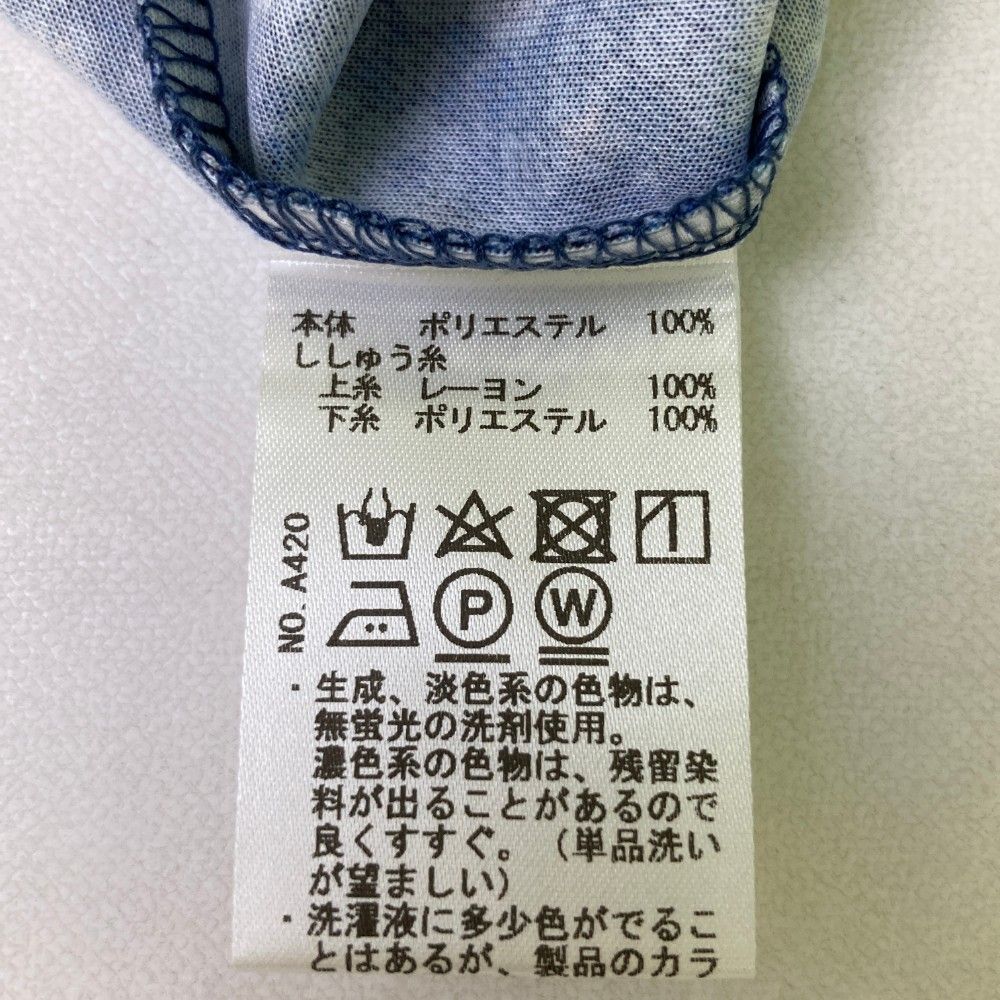 本体 ポリエステル 100%
ししゅう糸
上糸 レーヨン 100%
下糸 ポリエステル 100%
NO. A420
P W
・生成、淡色系の色物は、
無蛍光の洗剤使用。
濃色系の色物は、残留染
料が出ることがあるので
良くすすぐ。（単品洗い
が望ましい）
・洗濯液に多少色がでるこ
とはあるが、製品のカラ